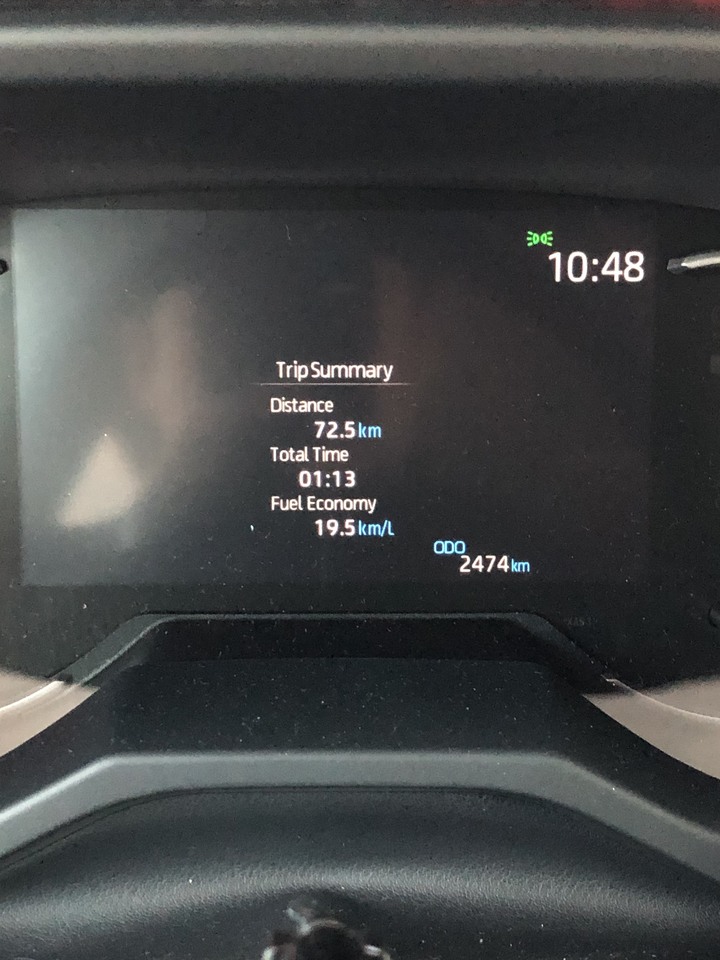 10:48
Trip Summary
Distance
72.5 km
Total Time
01:13
Fuel Economy
19.5 km/L
ODO
2474 km